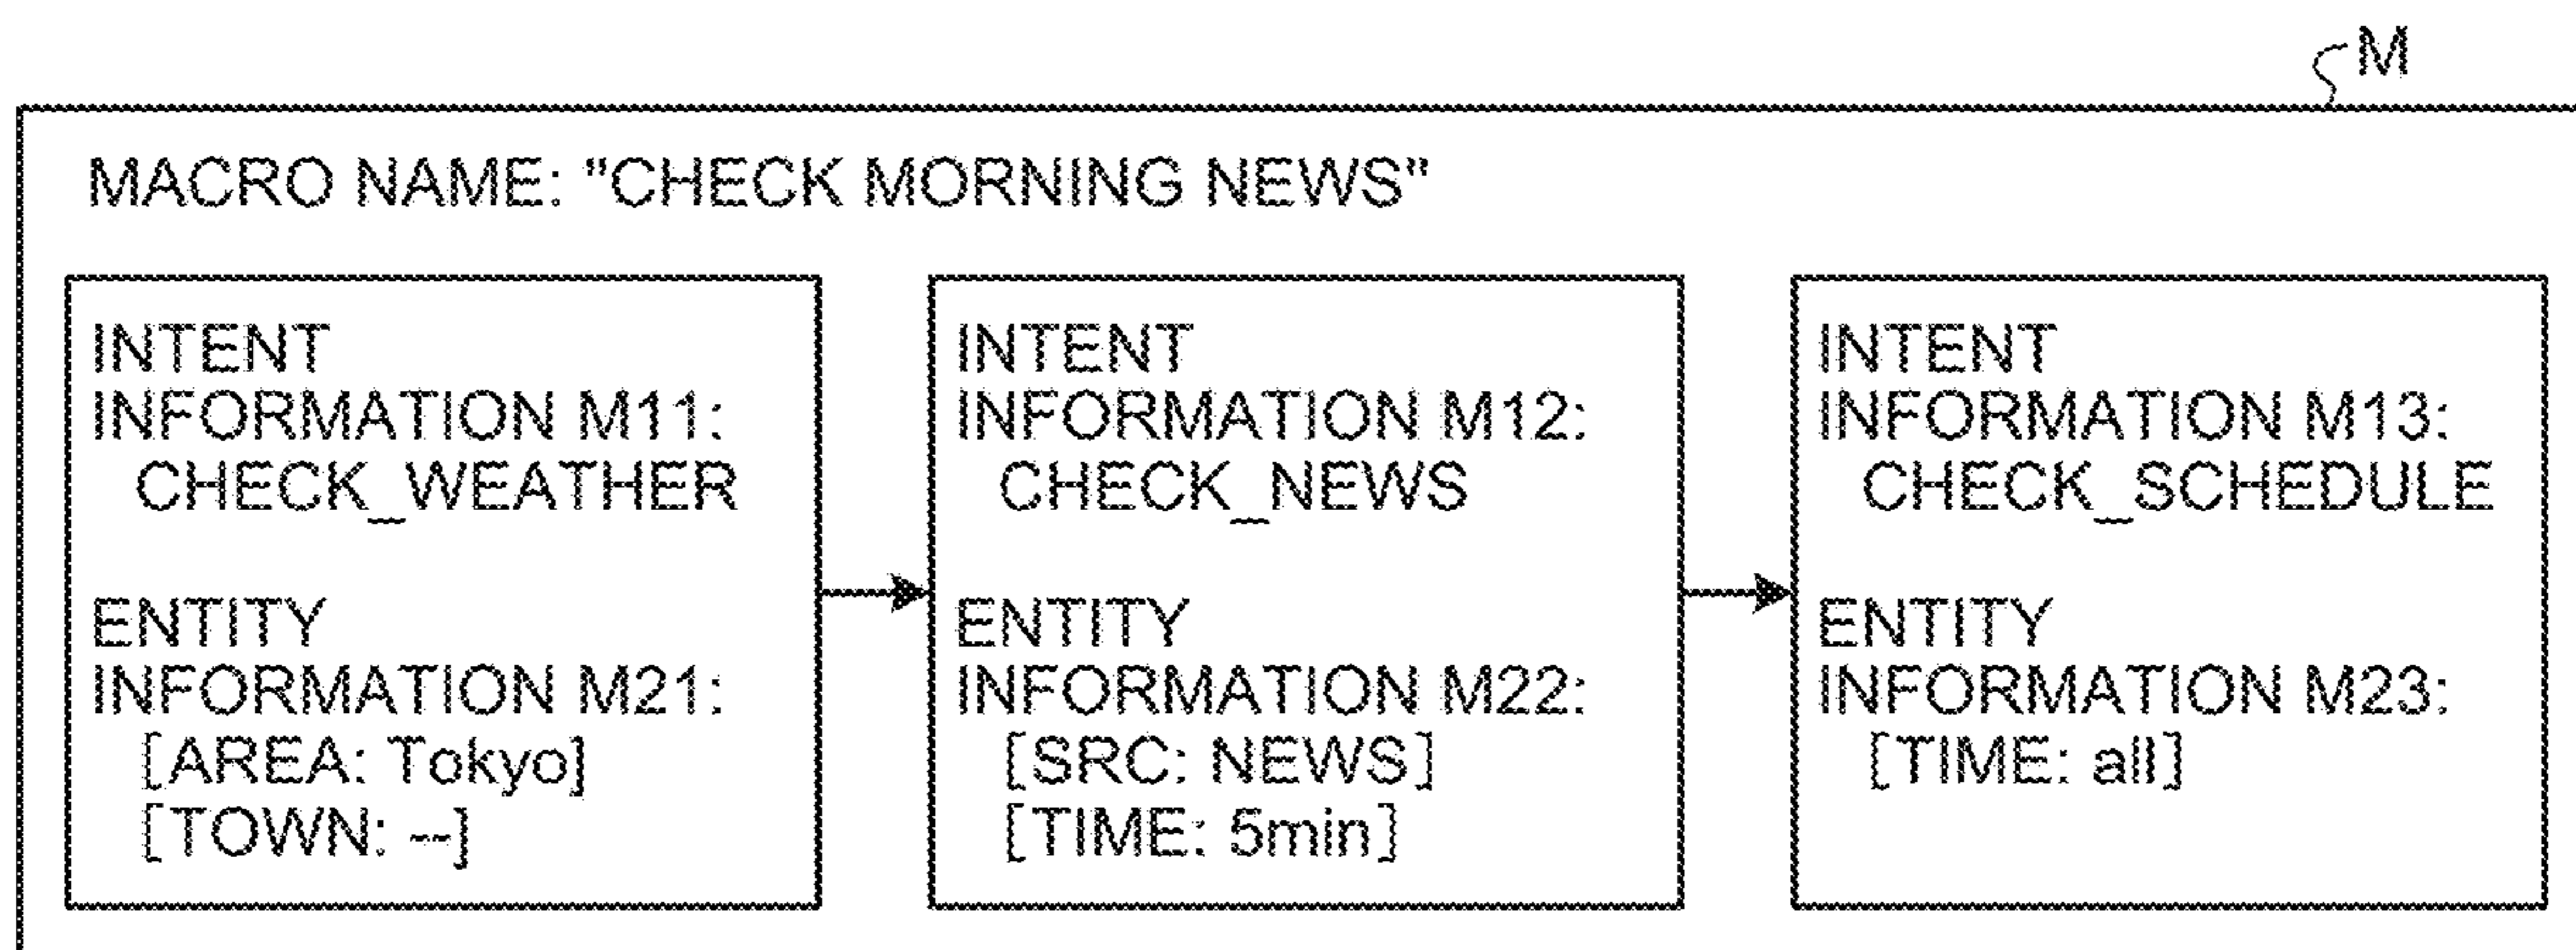 M
MACRO NAME: "CHECK MORNING NEWS"
INTENT
INFORMATION M11:
CHECK_WEATHER
ENTITY
INFORMATION M21:
[AREA: Tokyo]
[TOWN: --]
INTENT
INFORMATION M12:
CHECK_NEWS
ENTITY
INFORMATION M22:
[SRC: NEWS]
[TIME: 5min]
INTENT
INFORMATION M13:
CHECK_SCHEDULE
ENTITY
INFORMATION M23:
[TIME: all]